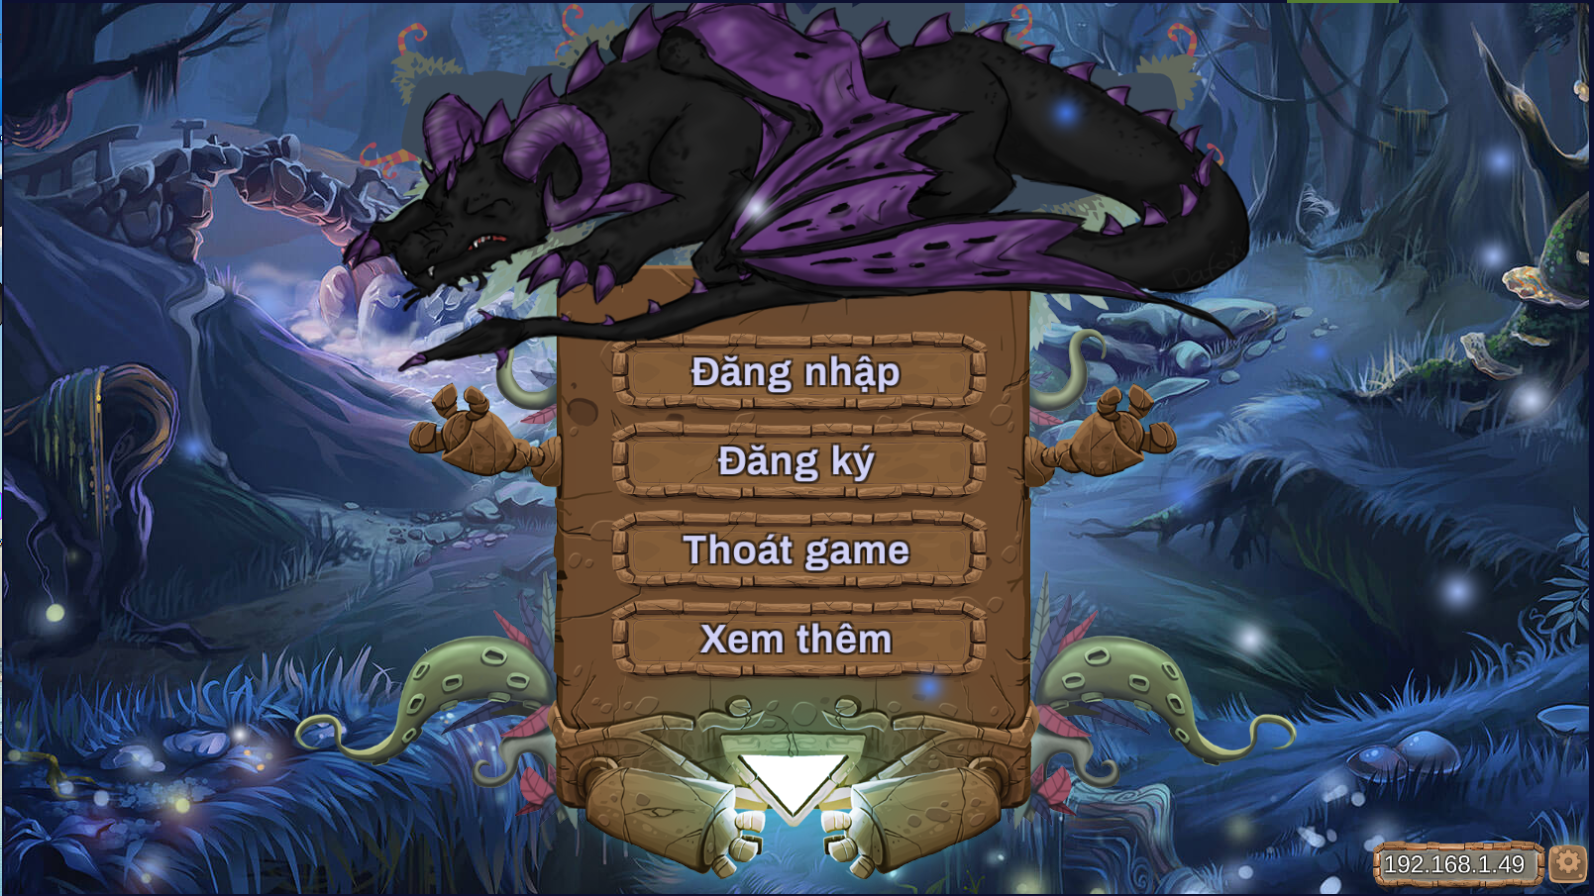 Đăng nhập
Đăng ký
Thoát game
Xem thêm
192.168.1.49